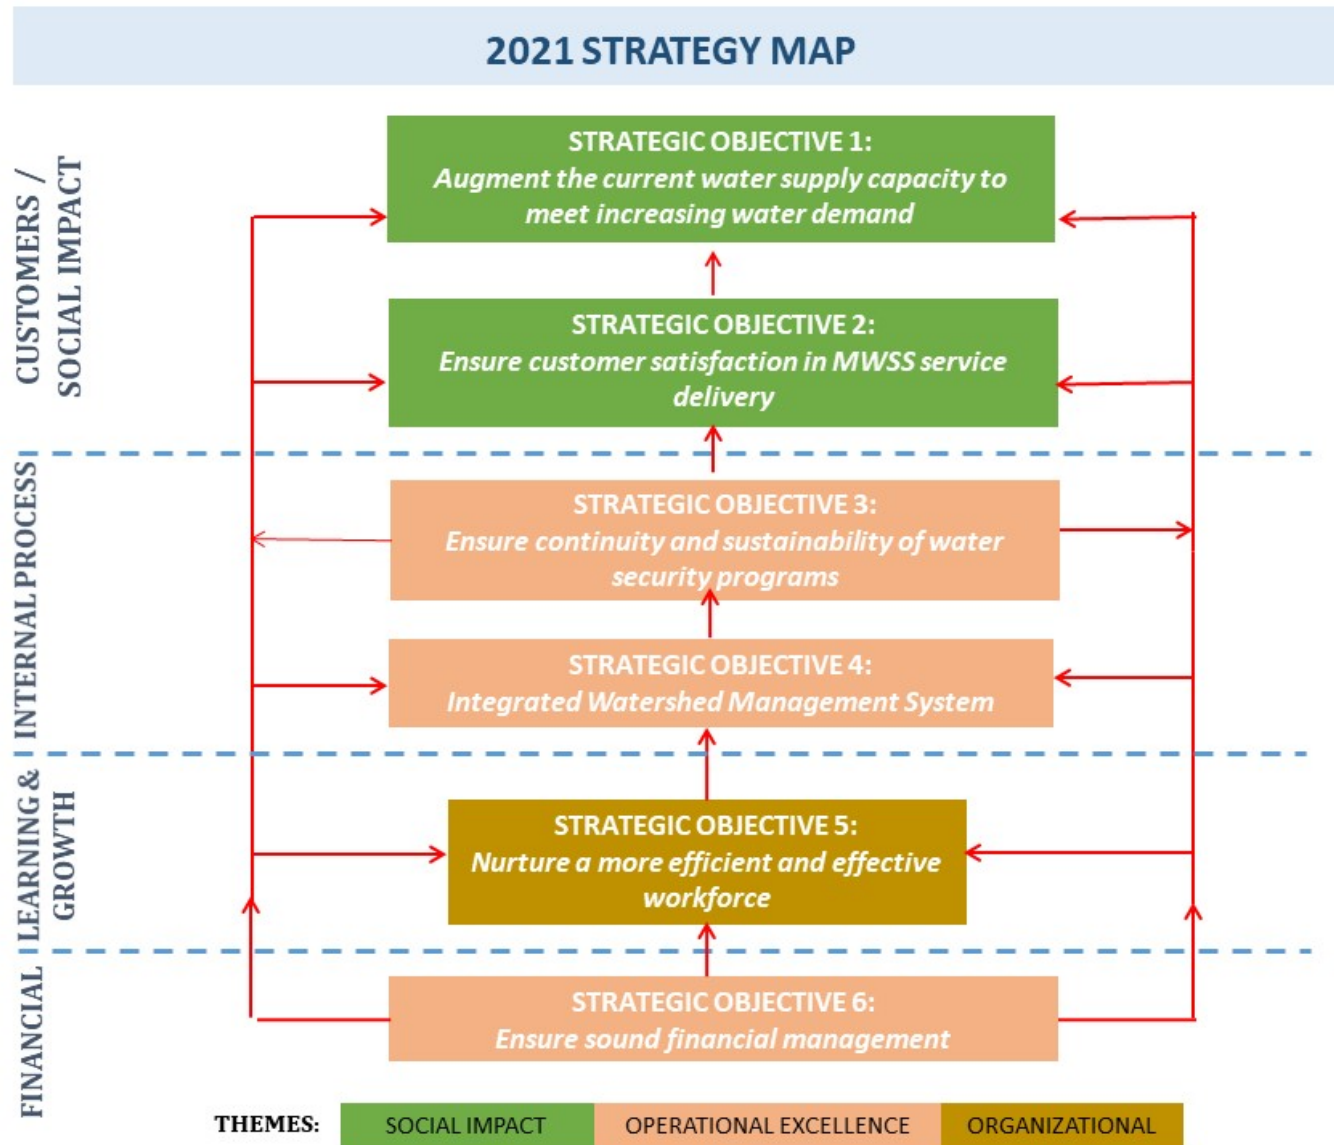 2021 STRATEGY MAP
CUSTOMERS /
SOCIAL IMPACT
STRATEGIC OBJECTIVE 1:
Augment the current water supply capacity to
meet increasing water demand
STRATEGIC OBJECTIVE 2:
Ensure customer satisfaction in MWSS service
delivery
INTERNAL PROCESS
STRATEGIC OBJECTIVE 3:
Ensure continuity and sustainability of water
security programs
STRATEGIC OBJECTIVE 4:
Integrated Watershed Management System
LEARNING &
GROWTH
STRATEGIC OBJECTIVE 5:
Nurture a more efficient and effective
workforce
FINANCIAL
STRATEGIC OBJECTIVE 6:
Ensure sound financial management
THEMES: SOCIAL IMPACT OPERATIONAL EXCELLENCE ORGANIZATIONAL